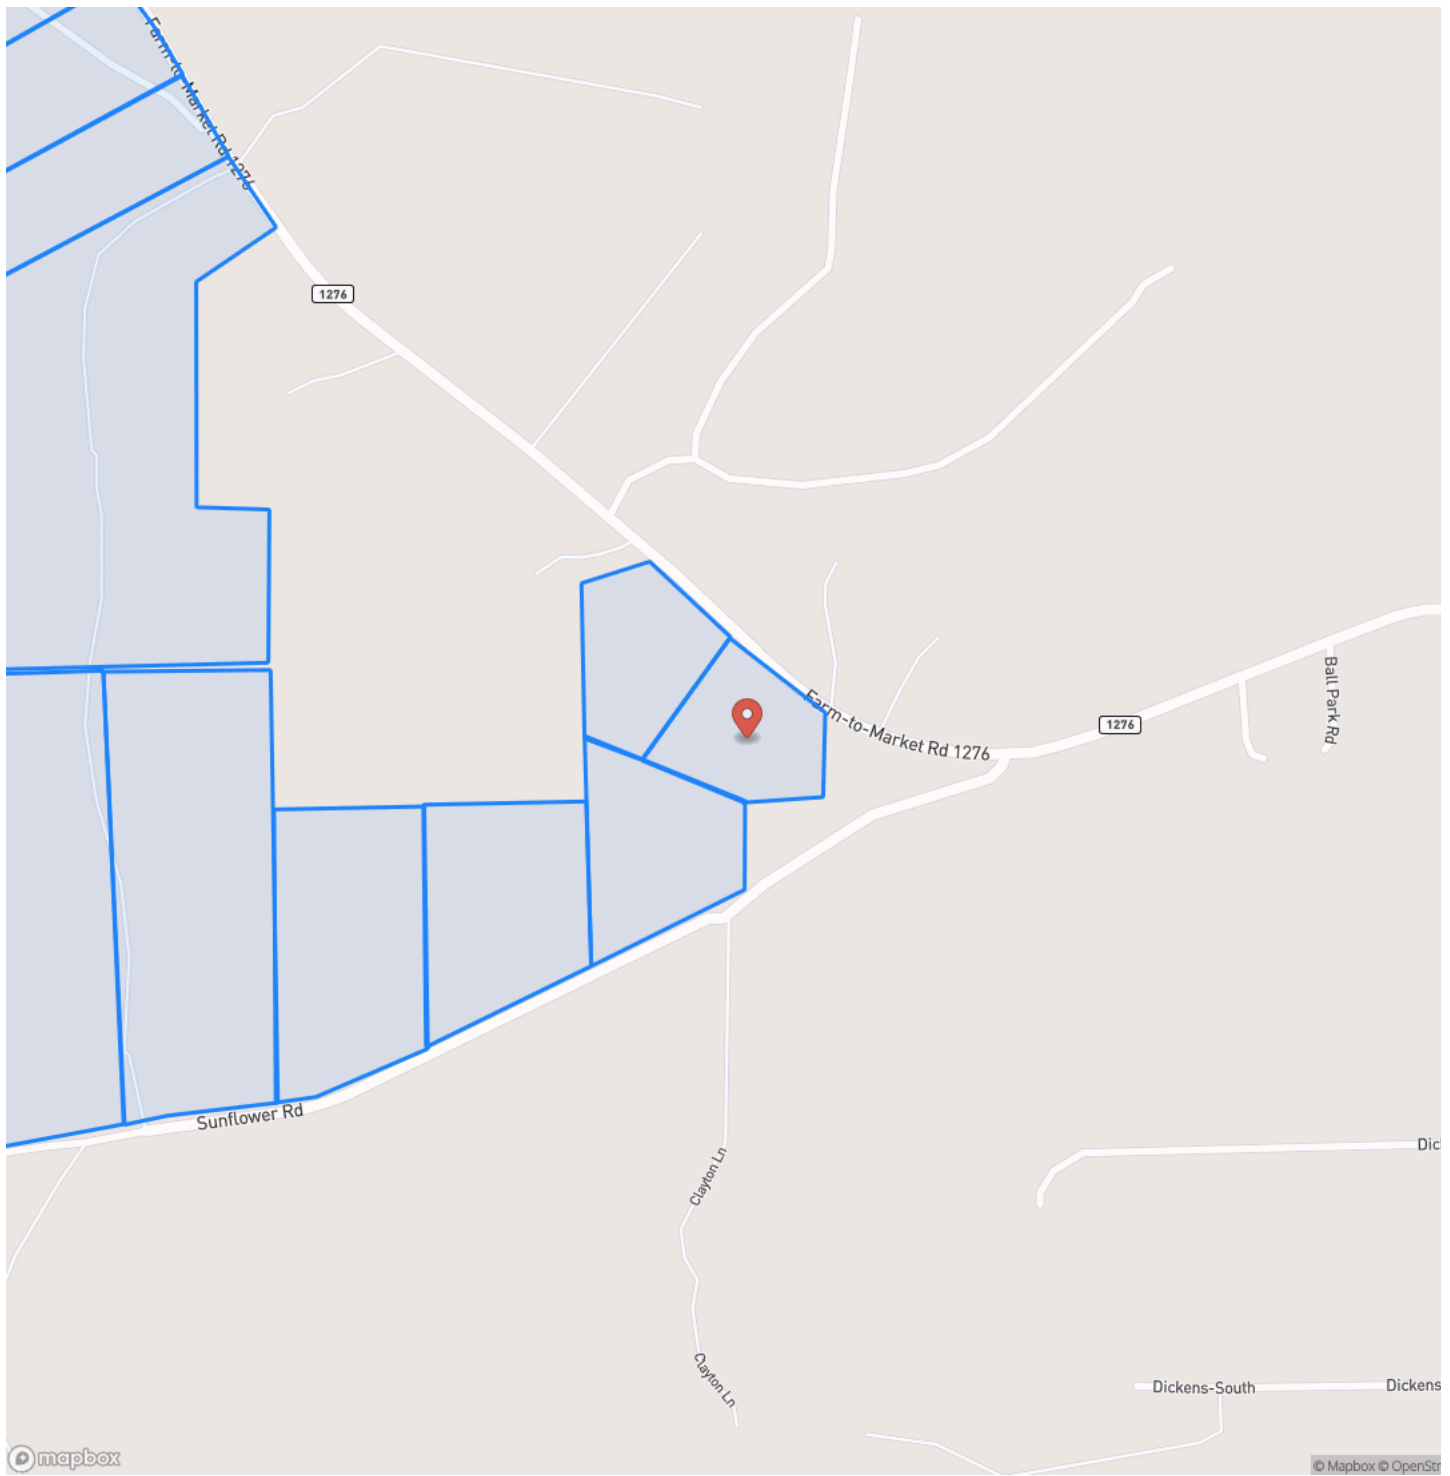 Farm-to-Market Rd 1276
1276
Farm-to-Market Rd 1276
1276
Ball Park Rd
Sunflower Rd
Clayton Ln
Dic
Clayton Ln
Dickens-South
Dickens
mapbox
© Mapbox © OpenStr